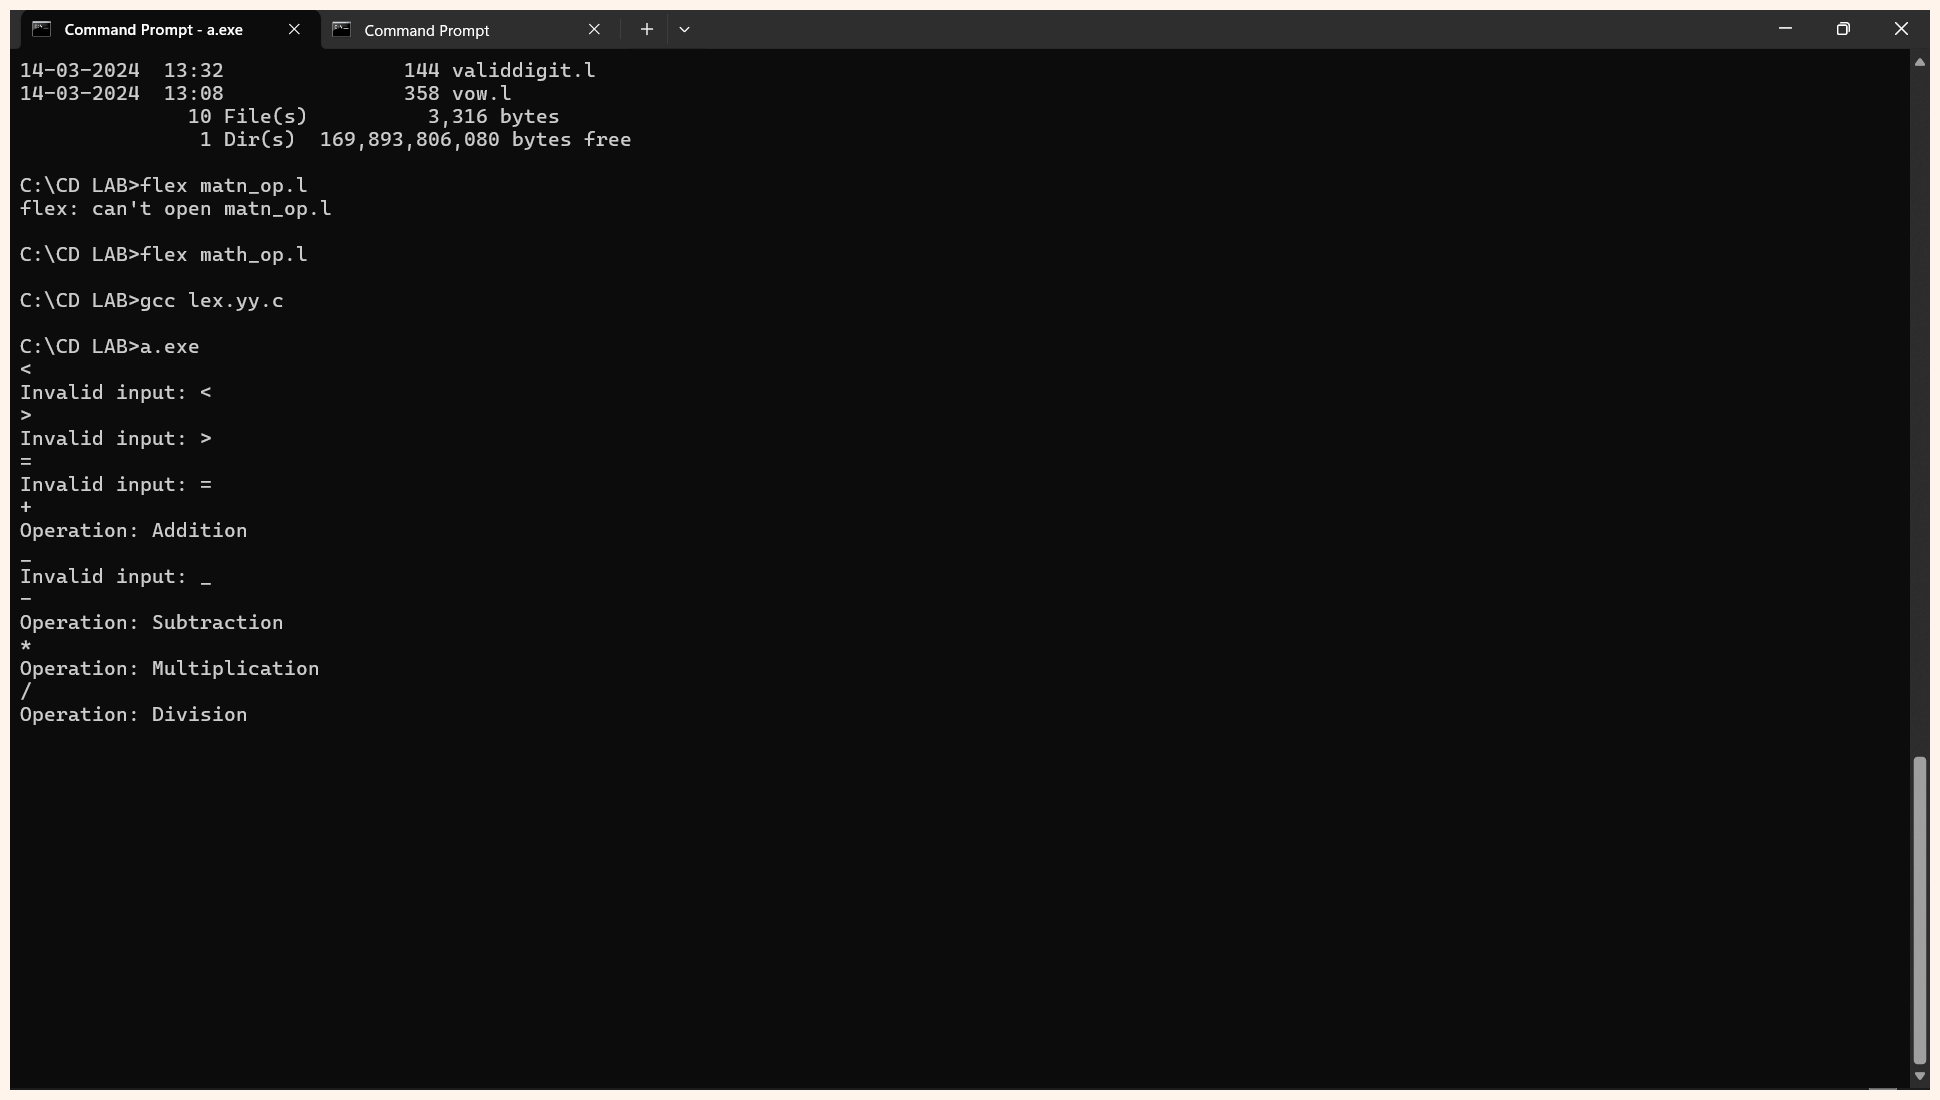 Command Prompt - a.exe
Command Prompt
14-03-2024  13:32               144 validdigit.l
14-03-2024  13:08               358 vow.l
              10 File(s)          3,316 bytes
               1 Dir(s)  169,893,806,080 bytes free
C:\CD LAB>flex matn_op.l
flex: can't open matn_op.l
C:\CD LAB>flex math_op.l
C:\CD LAB>gcc lex.yy.c
C:\CD LAB>a.exe
<
Invalid input: <
>
Invalid input: >
=
Invalid input: =
+
Operation: Addition
_
Invalid input: _
-
Operation: Subtraction
*
Operation: Multiplication
/
Operation: Division